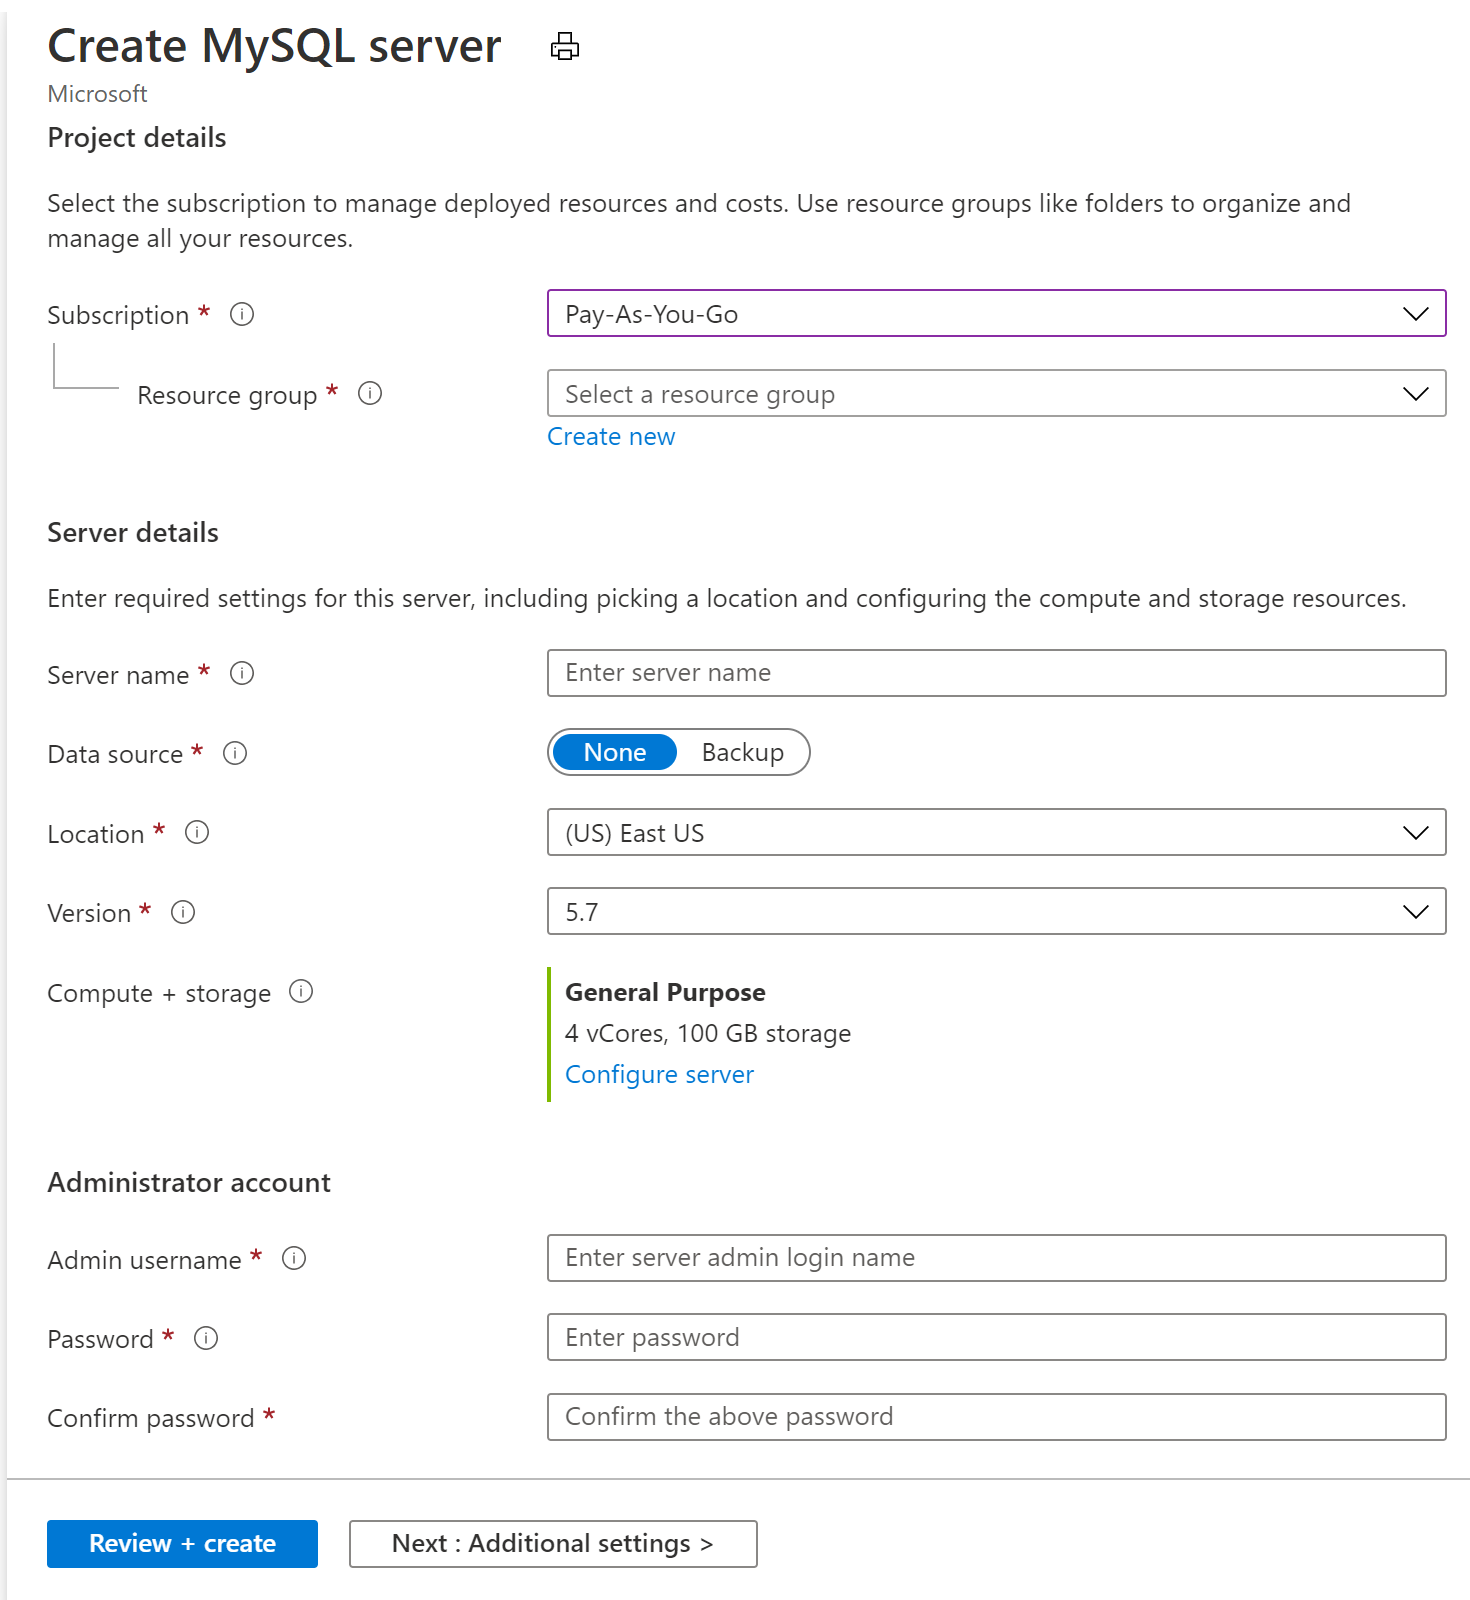 Create MySQL server
Microsoft
Project details
Select the subscription to manage deployed resources and costs. Use resource groups like folders to organize and
manage all your resources.
Subscription *
Pay-As-You-Go
Resource group *
Select a resource group
Create new
Server details
Enter required settings for this server, including picking a location and configuring the compute and storage resources.
Server name *
Enter server name
Data source *
None Backup
Location *
(US) East US
Version *
5.7
Compute + storage
General Purpose
4 vCores, 100 GB storage
Configure server
Administrator account
Admin username *
Enter server admin login name
Password *
Enter password
Confirm password *
Confirm the above password
Review + create
Next : Additional settings >